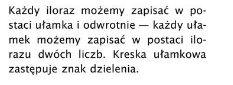 Każdy iloraz możemy zapisać w po-
staci ułamka i odwrotnie — każdy uła-
mek możemy zapisać w postaci ilo-
razu dwóch liczb. Kreska ułamkowa
zastępuje znak dzielenia.